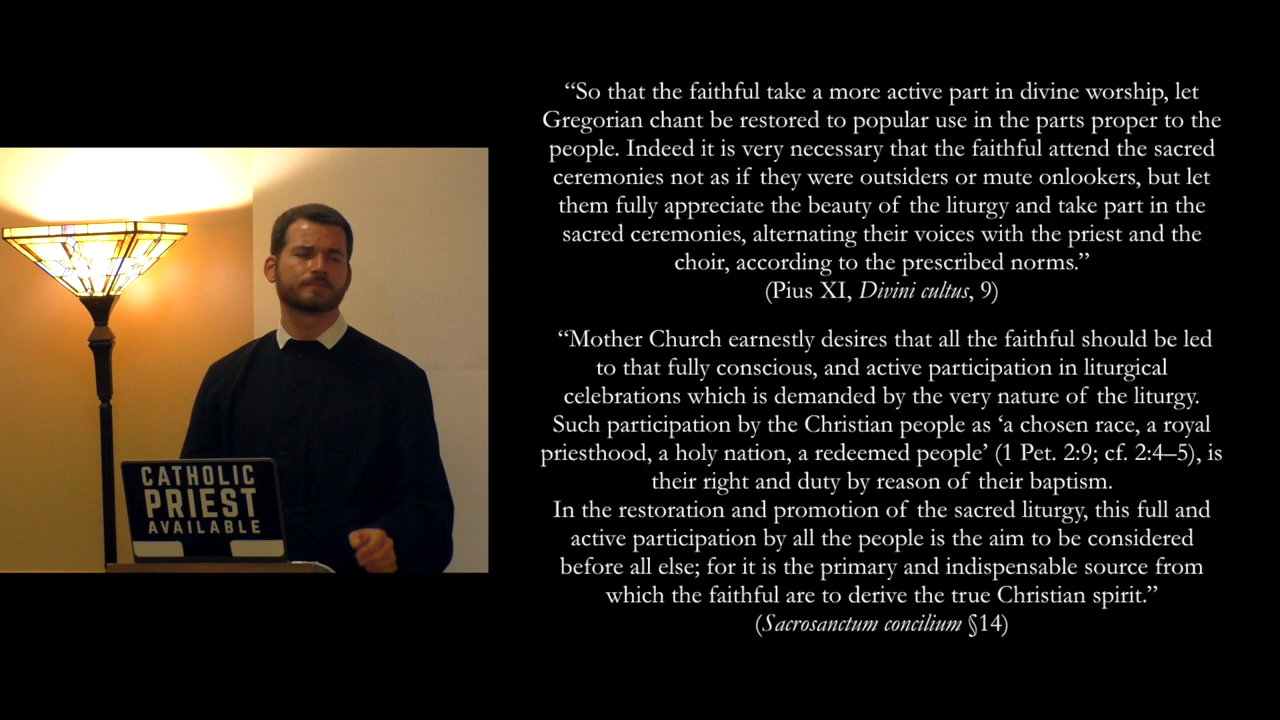 CATHOLIC
PRIEST
AVAILABLE
“So that the faithful take a more active part in divine worship, let
Gregorian chant be restored to popular use in the parts proper to the
people. Indeed it is very necessary that the faithful attend the sacred
ceremonies not as if they were outsiders or mute onlookers, but let
them fully appreciate the beauty of the liturgy and take part in the
sacred ceremonies, alternating their voices with the priest and the
choir, according to the prescribed norms.”
(Pius XI, Divini cultus, 9)
“Mother Church earnestly desires that all the faithful should be led
to that fully conscious, and active participation in liturgical
celebrations which is demanded by the very nature of the liturgy.
Such participation by the Christian people as ‘a chosen race, a royal
priesthood, a holy nation, a redeemed people’ (1 Pet. 2:9; cf. 2:4–5), is
their right and duty by reason of their baptism.
In the restoration and promotion of the sacred liturgy, this full and
active participation by all the people is the aim to be considered
before all else; for it is the primary and indispensable source from
which the faithful are to derive the true Christian spirit.”
(Sacrosanctum concilium §14)